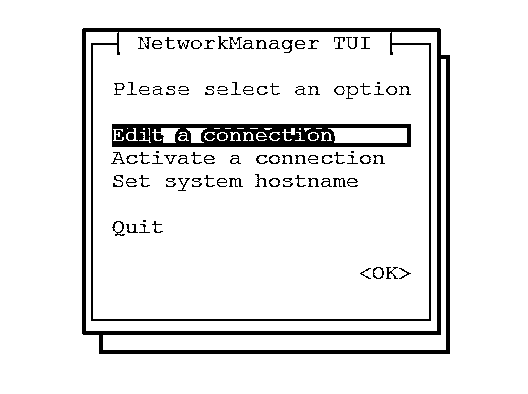 NetworkManager TUI
Please select an option
Edit a connection
Activate a connection
Set system hostname
Quit
<OK>